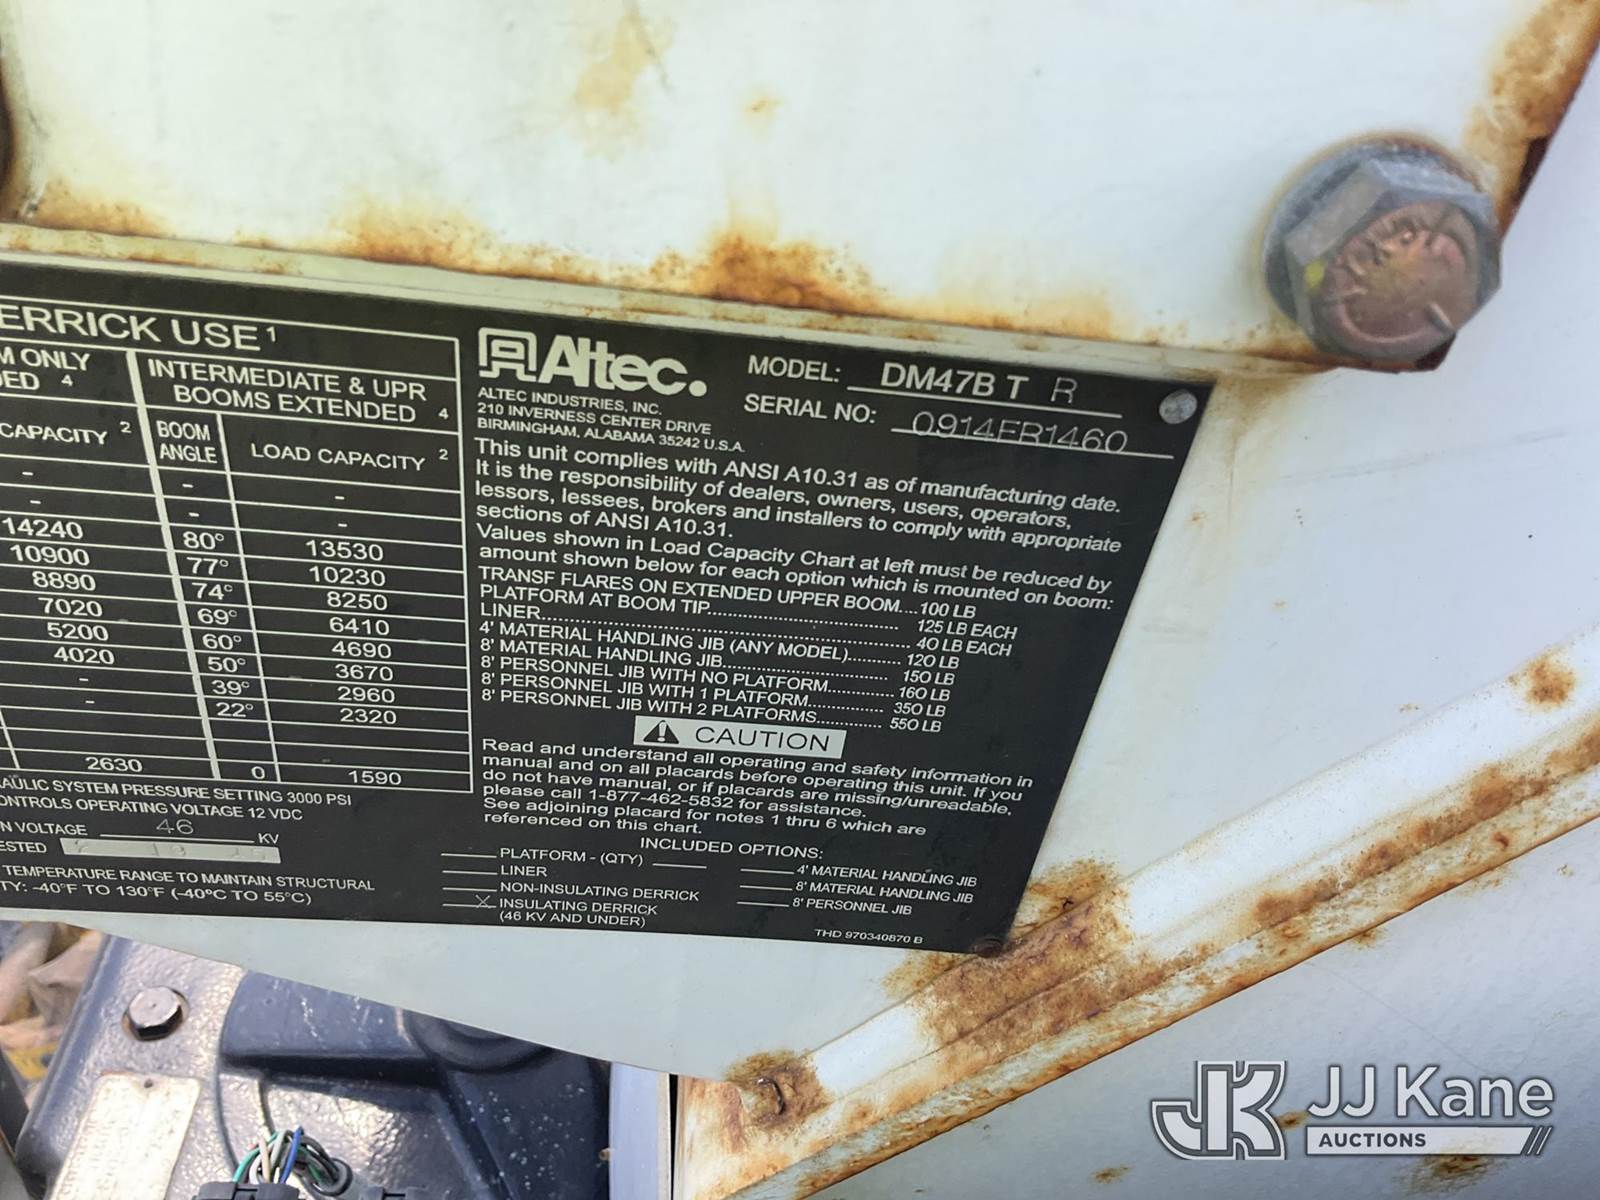 ERRICK USE 1
M ONLY
ED 4
INTERMEDIATE & UPR
BOOMS EXTENDED 4
CAPACITY 2
BOOM
ANGLE
LOAD CAPACITY 2
- - -
- - -
14240 80° 13530
10900 77° 10230
8890 74° 8250
7020 69° 6410
5200 60° 4690
4020 50° 3670
- 39° 2960
- 22° 2320
2630 0 1590
AULIC SYSTEM PRESSURE SETTING 3000 PSI
ONTROLS OPERATING VOLTAGE 12 VDC
N VOLTAGE 46 KV
ESTED
TEMPERATURE RANGE TO MAINTAIN STRUCTURAL
TY: -40°F TO 130°F (-40°C TO 55°C)
Altec.
ALTEC INDUSTRIES, INC.
210 INVERNESS CENTER DRIVE
BIRMINGHAM, ALABAMA 35242 U.S.A.
MODEL: DM47B T R
SERIAL NO: 0914ER1460
This unit complies with ANSI A10.31 as of manufacturing date.
It is the responsibility of dealers, owners, users, operators,
lessors, lessees, brokers and installers to comply with appropriate
sections of ANSI A10.31.
Values shown in Load Capacity Chart at left must be reduced by
amount shown below for each option which is mounted on boom:
TRANSF FLARES ON EXTENDED UPPER BOOM....100 LB
PLATFORM AT BOOM TIP.................................... 125 LB EACH
LINER.................................................................... 40 LB EACH
4' MATERIAL HANDLING JIB (ANY MODEL)........... 120 LB
8' MATERIAL HANDLING JIB................................. 150 LB
8' PERSONNEL JIB WITH NO PLATFORM.............. 160 LB
8' PERSONNEL JIB WITH 1 PLATFORM................ 350 LB
8' PERSONNEL JIB WITH 2 PLATFORMS.............. 550 LB
CAUTION
Read and understand all operating and safety information in
manual and on all placards before operating this unit. If you
do not have manual, or if placards are missing/unreadable,
please call 1-877-462-5832 for assistance.
See adjoining placard for notes 1 thru 6 which are
referenced on this chart.
INCLUDED OPTIONS:
PLATFORM - (QTY)
LINER
NON-INSULATING DERRICK
X INSULATING DERRICK
(46 KV AND UNDER)
4' MATERIAL HANDLING JIB
8' MATERIAL HANDLING JIB
8' PERSONNEL JIB
THD 970340870 B
JK JJ Kane
AUCTIONS